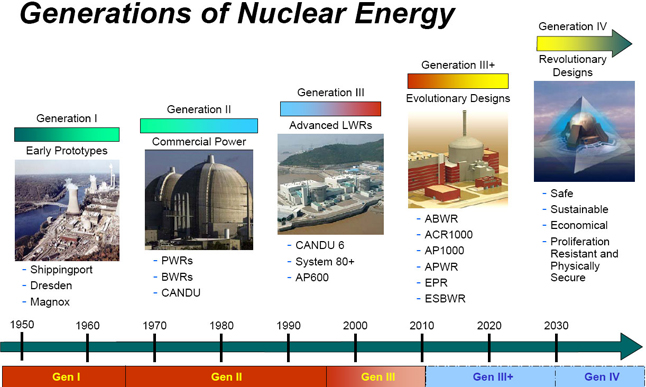 Generations of Nuclear Energy
Generation I
Early Prototypes
- Shippingport
- Dresden
- Magnox
Generation II
Commercial Power
- PWRs
- BWRs
- CANDU
Generation III
Advanced LWRs
- CANDU 6
- System 80+
- AP600
Generation III+
Evolutionary Designs
- ABWR
- ACR1000
- AP1000
- APWR
- EPR
- ESBWR
Generation IV
Revolutionary
Designs
- Safe
- Sustainable
- Economical
- Proliferation
Resistant and
Physically
Secure
1950 1960 1970 1980 1990 2000 2010 2020 2030
Gen I Gen II Gen III Gen III+ Gen IV